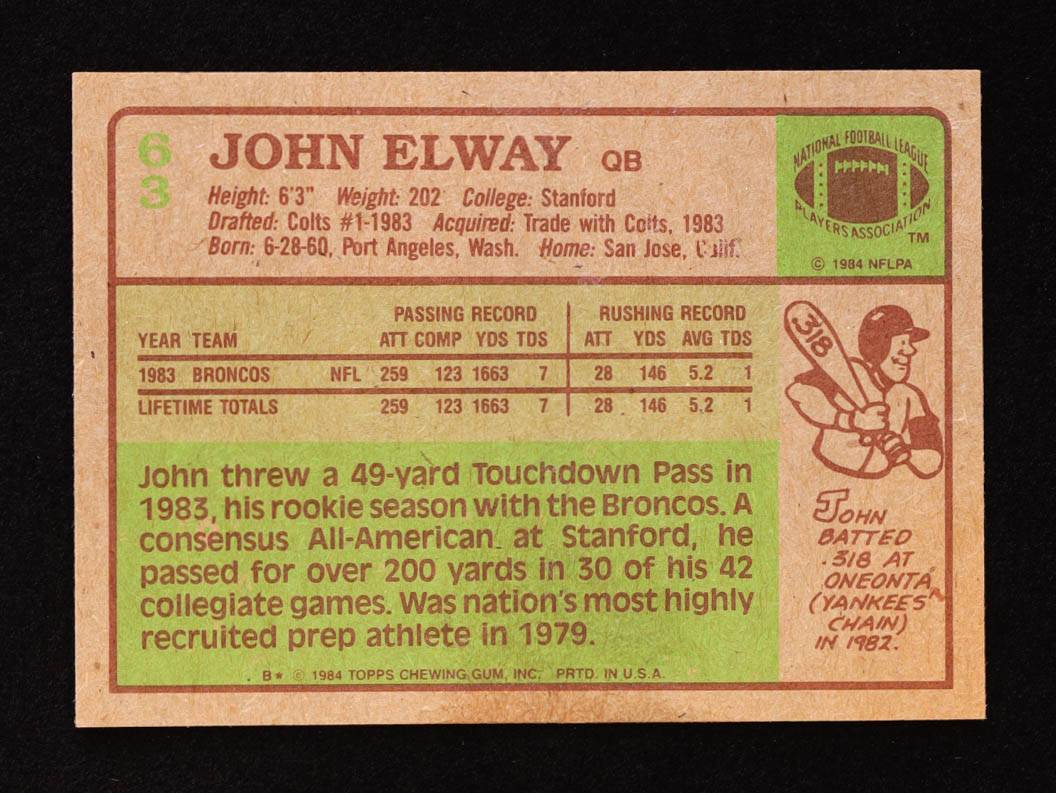 63
JOHN ELWAY QB
Height: 6'3" Weight: 202 College: Stanford
Drafted: Colts #1-1983 Acquired: Trade with Colts, 1983
Born: 6-28-60, Port Angeles, Wash. Home: San Jose,
NATIONAL FOOTBALL LEAGUE
PLAYERS ASSOCIATION
TM
© 1984 NFLPA
PASSING RECORD RUSHING RECORD
YEAR TEAM ATT COMP YDS TDS ATT YDS AVG TDS
1983 BRONCOS NFL 259 123 1663 7 28 146 5.2 1
LIFETIME TOTALS 259 123 1663 7 28 146 5.2 1
John threw a 49-yard Touchdown Pass in
1983, his rookie season with the Broncos. A
consensus All-American at Stanford, he
passed for over 200 yards in 30 of his 42
collegiate games. Was nation's most highly
recruited prep athlete in 1979.
318
JOHN
BATTED
.318 AT
ONEONTA
(YANKEES'
CHAIN)
IN 1982.
B* © 1984 TOPPS CHEWING GUM, INC. PRTD. IN U.S.A.